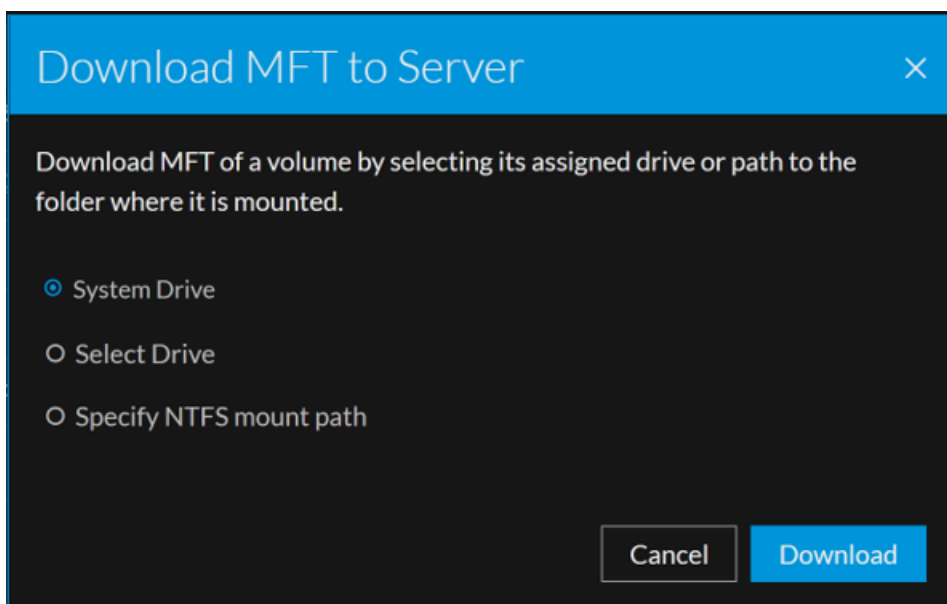 Download MFT to Server
Download MFT of a volume by selecting its assigned drive or path to the
folder where it is mounted.
System Drive
Select Drive
Specify NTFS mount path
Cancel Download